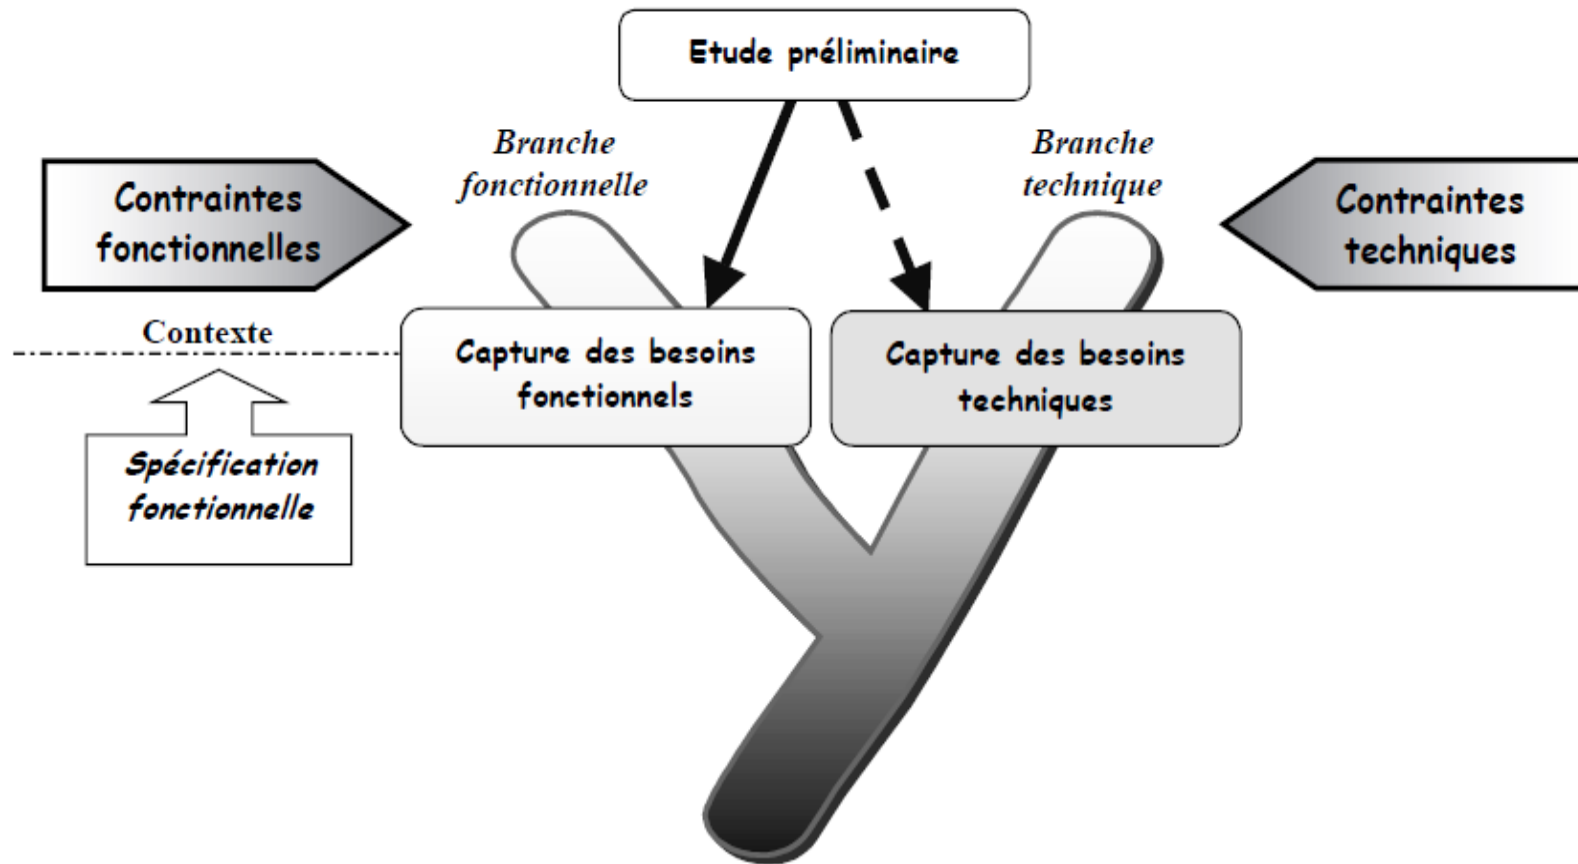 Etude préliminaire
Branche
fonctionnelle
Branche
technique
Contraintes
fonctionnelles
Contraintes
techniques
Contexte
Capture des besoins
fonctionnels
Capture des besoins
techniques
Spécification
fonctionnelle